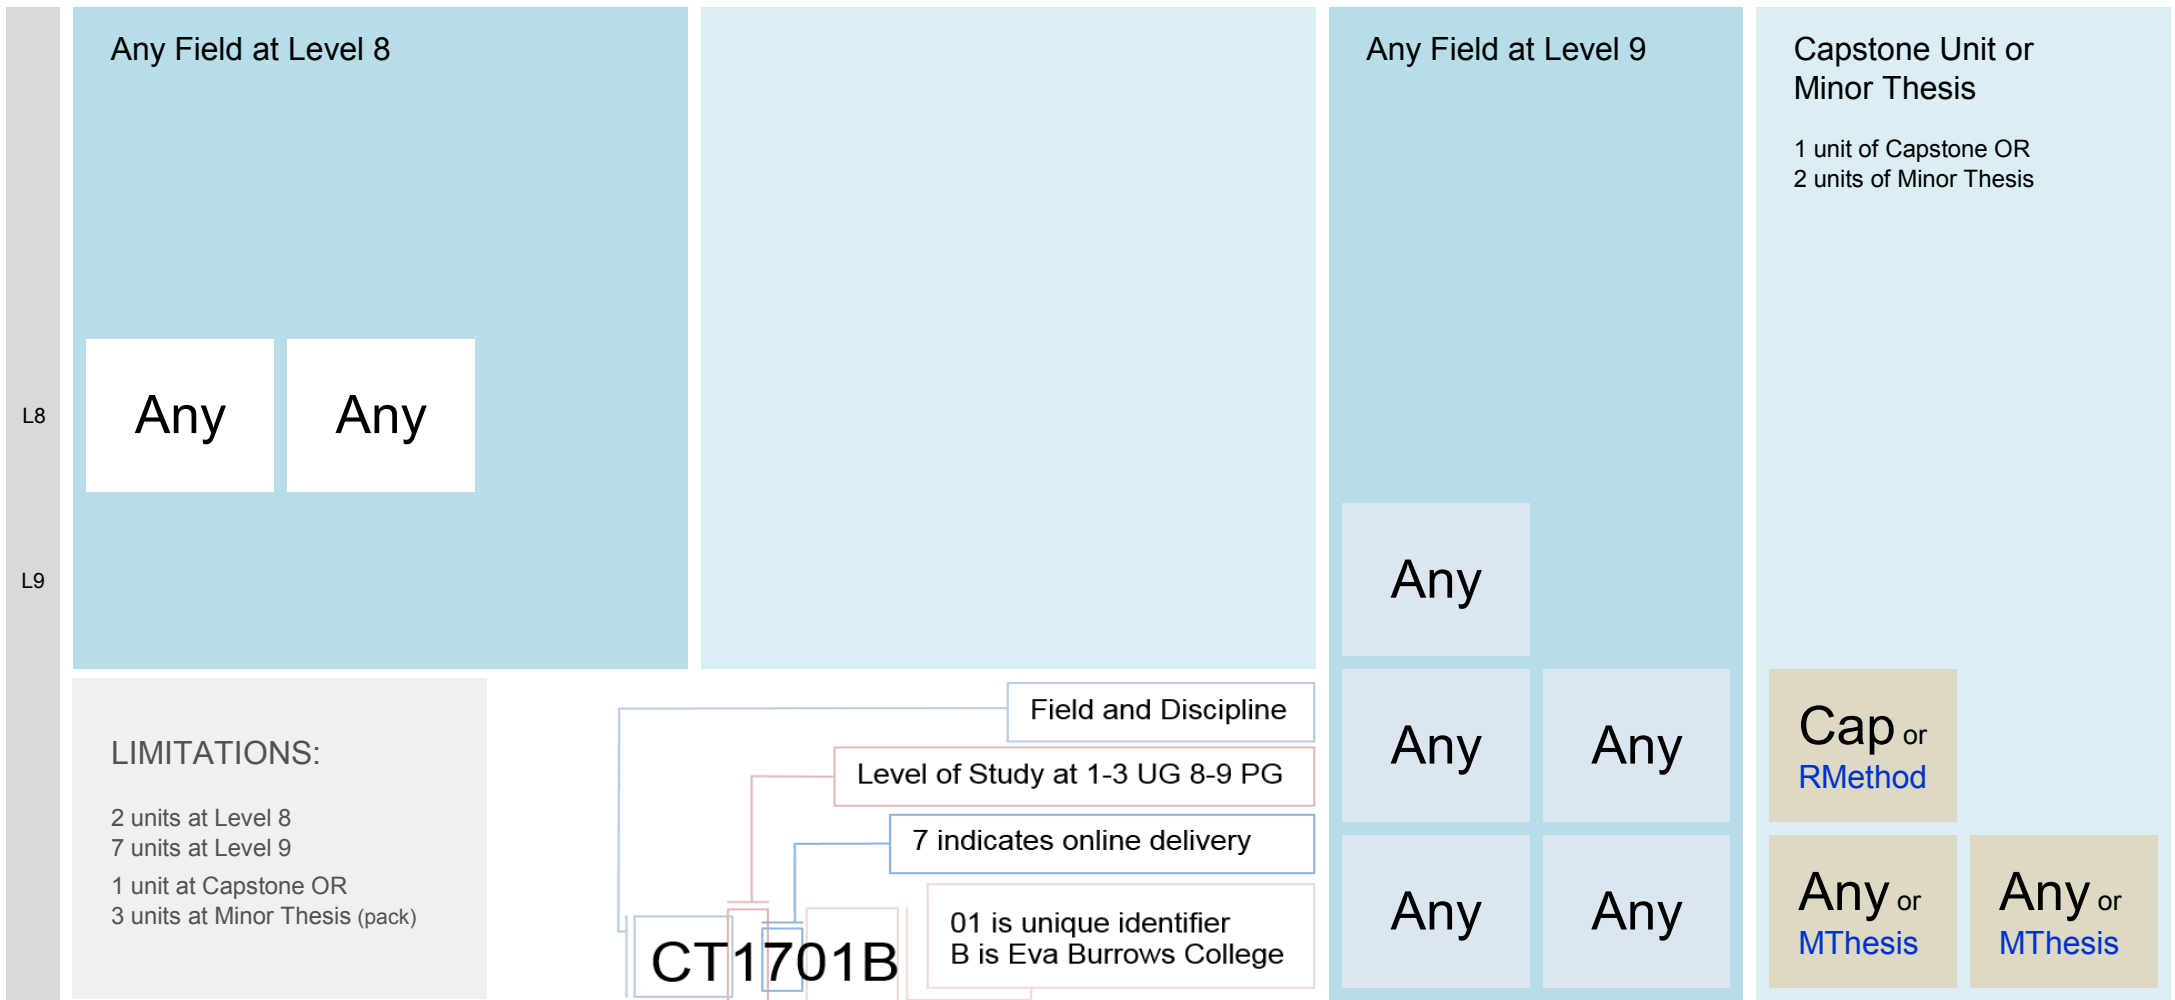 Any Field at Level 8
Any Field at Level 9
Capstone Unit or
Minor Thesis
1 unit of Capstone OR
2 units of Minor Thesis
L8
Any
Any
L9
Any
LIMITATIONS:
2 units at Level 8
7 units at Level 9
1 unit at Capstone OR
3 units at Minor Thesis (pack)
Field and Discipline
Level of Study at 1-3 UG 8-9 PG
7 indicates online delivery
01 is unique identifier
B is Eva Burrows College
CT1701B
Any
Any
Cap or
RMethod
Any
Any
Any or
MThesis
Any or
MThesis